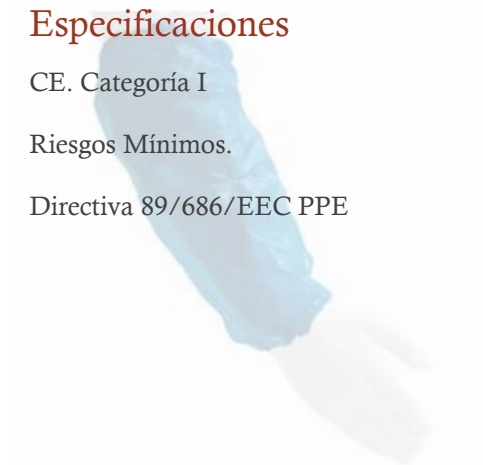 Especificaciones
CE. Categoría I
Riesgos Mínimos.
Directiva 89/686/EEC PPE